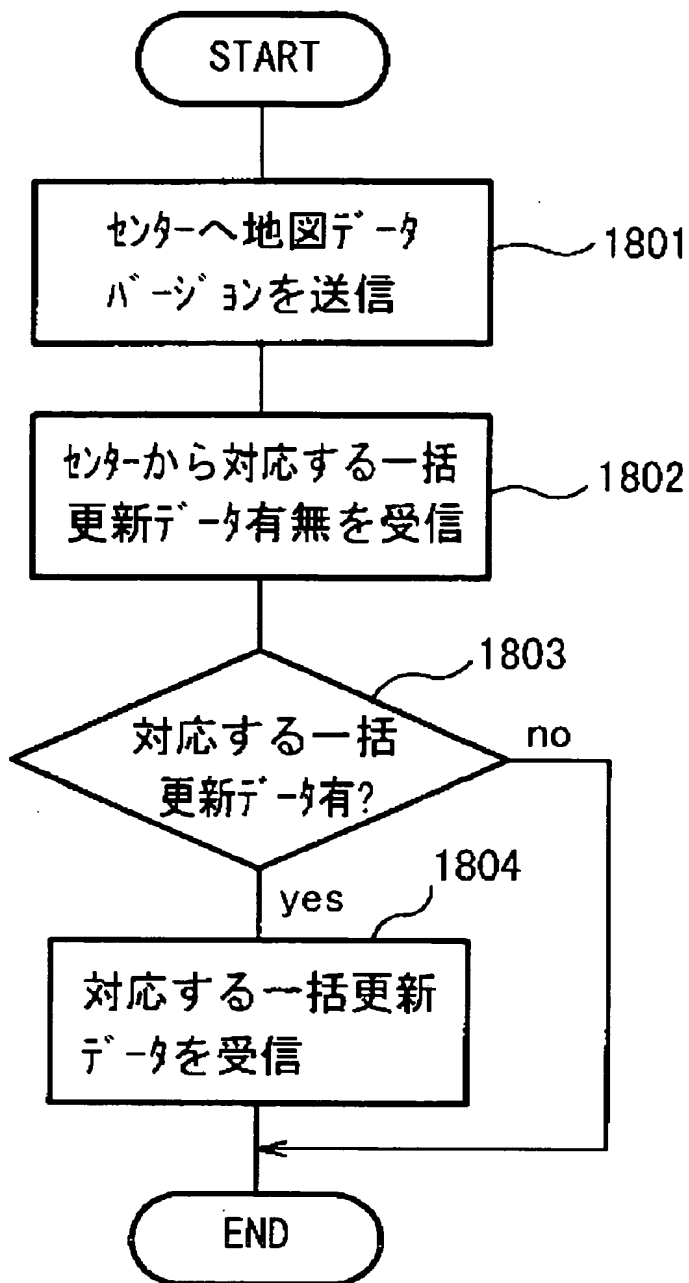 START
ｾﾝﾀｰへ地図ﾃﾞｰﾀ
ﾊﾞｰｼﾞｮﾝを送信
1801
ｾﾝﾀｰから対応する一括
更新ﾃﾞｰﾀ有無を受信
1802
1803
対応する一括
更新ﾃﾞｰﾀ有?
no
yes
1804
対応する一括更新
ﾃﾞｰﾀを受信
END